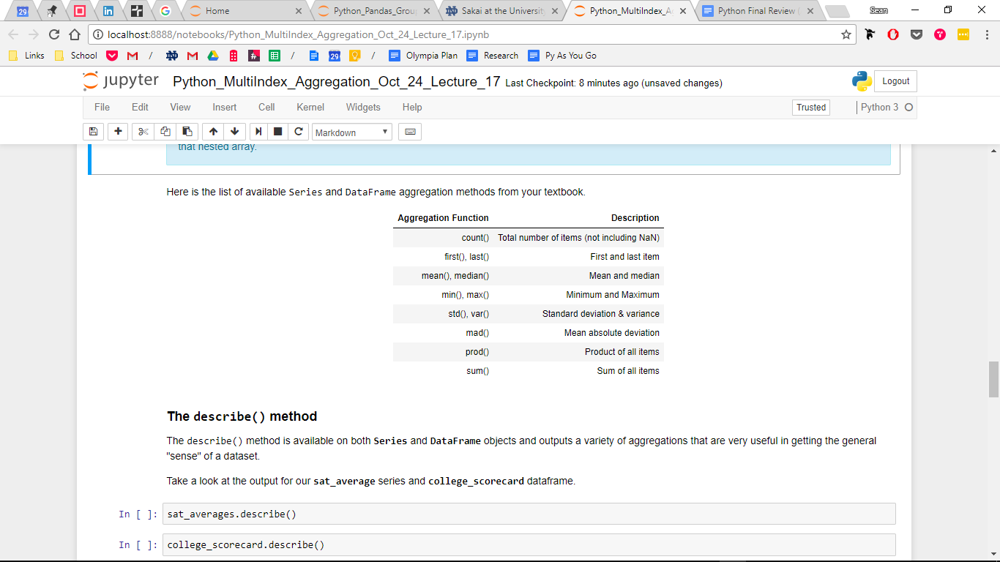 29
Home
Python_Pandas_Grou
Sakai at the Universit
Python_MultiIndex_A
Python Final Review (
Sean
localhost:8888/notebooks/Python_MultiIndex_Aggregation_Oct_24_Lecture_17.ipynb
Links School / 29 / Olympia Plan Research Py As You Go
jupyter Python_MultiIndex_Aggregation_Oct_24_Lecture_17 Last Checkpoint: 8 minutes ago (unsaved changes)
Logout
File Edit View Insert Cell Kernel Widgets Help
Trusted
Python 3
Markdown
that nested array.
Here is the list of available Series and DataFrame aggregation methods from your textbook.
Aggregation Function Description
count() Total number of items (not including NaN)
first(), last() First and last item
mean(), median() Mean and median
min(), max() Minimum and Maximum
std(), var() Standard deviation & variance
mad() Mean absolute deviation
prod() Product of all items
sum() Sum of all items
The describe() method
The describe() method is available on both Series and DataFrame objects and outputs a variety of aggregations that are very useful in getting the general
"sense" of a dataset.
Take a look at the output for our sat_average series and college_scorecard dataframe.
In [ ]: sat_averages.describe()
In [ ]: college_scorecard.describe()